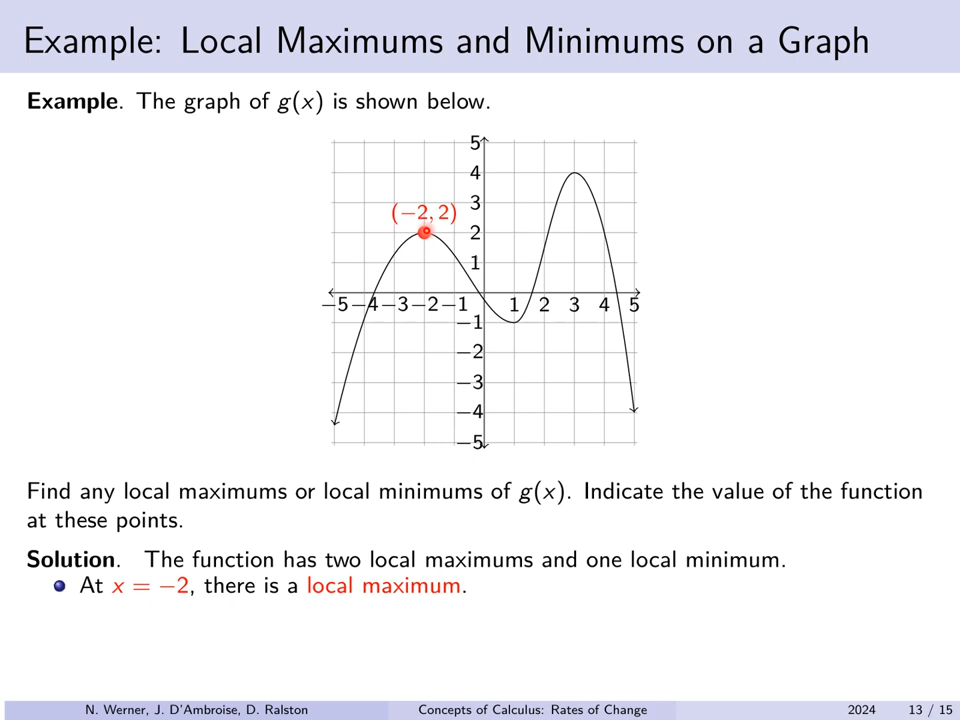 Example: Local Maximums and Minimums on a Graph
Example. The graph of g(x) is shown below.
5
4
(−2, 2) 3
2
1
−5 −4 −3 −2 −1 1 2 3 4 5
−1
−2
−3
−4
−5
Find any local maximums or local minimums of g(x). Indicate the value of the function
at these points.
Solution. The function has two local maximums and one local minimum.
At x = −2, there is a local maximum.
N. Werner, J. D'Ambroise, D. Ralston Concepts of Calculus: Rates of Change 2024 13 / 15